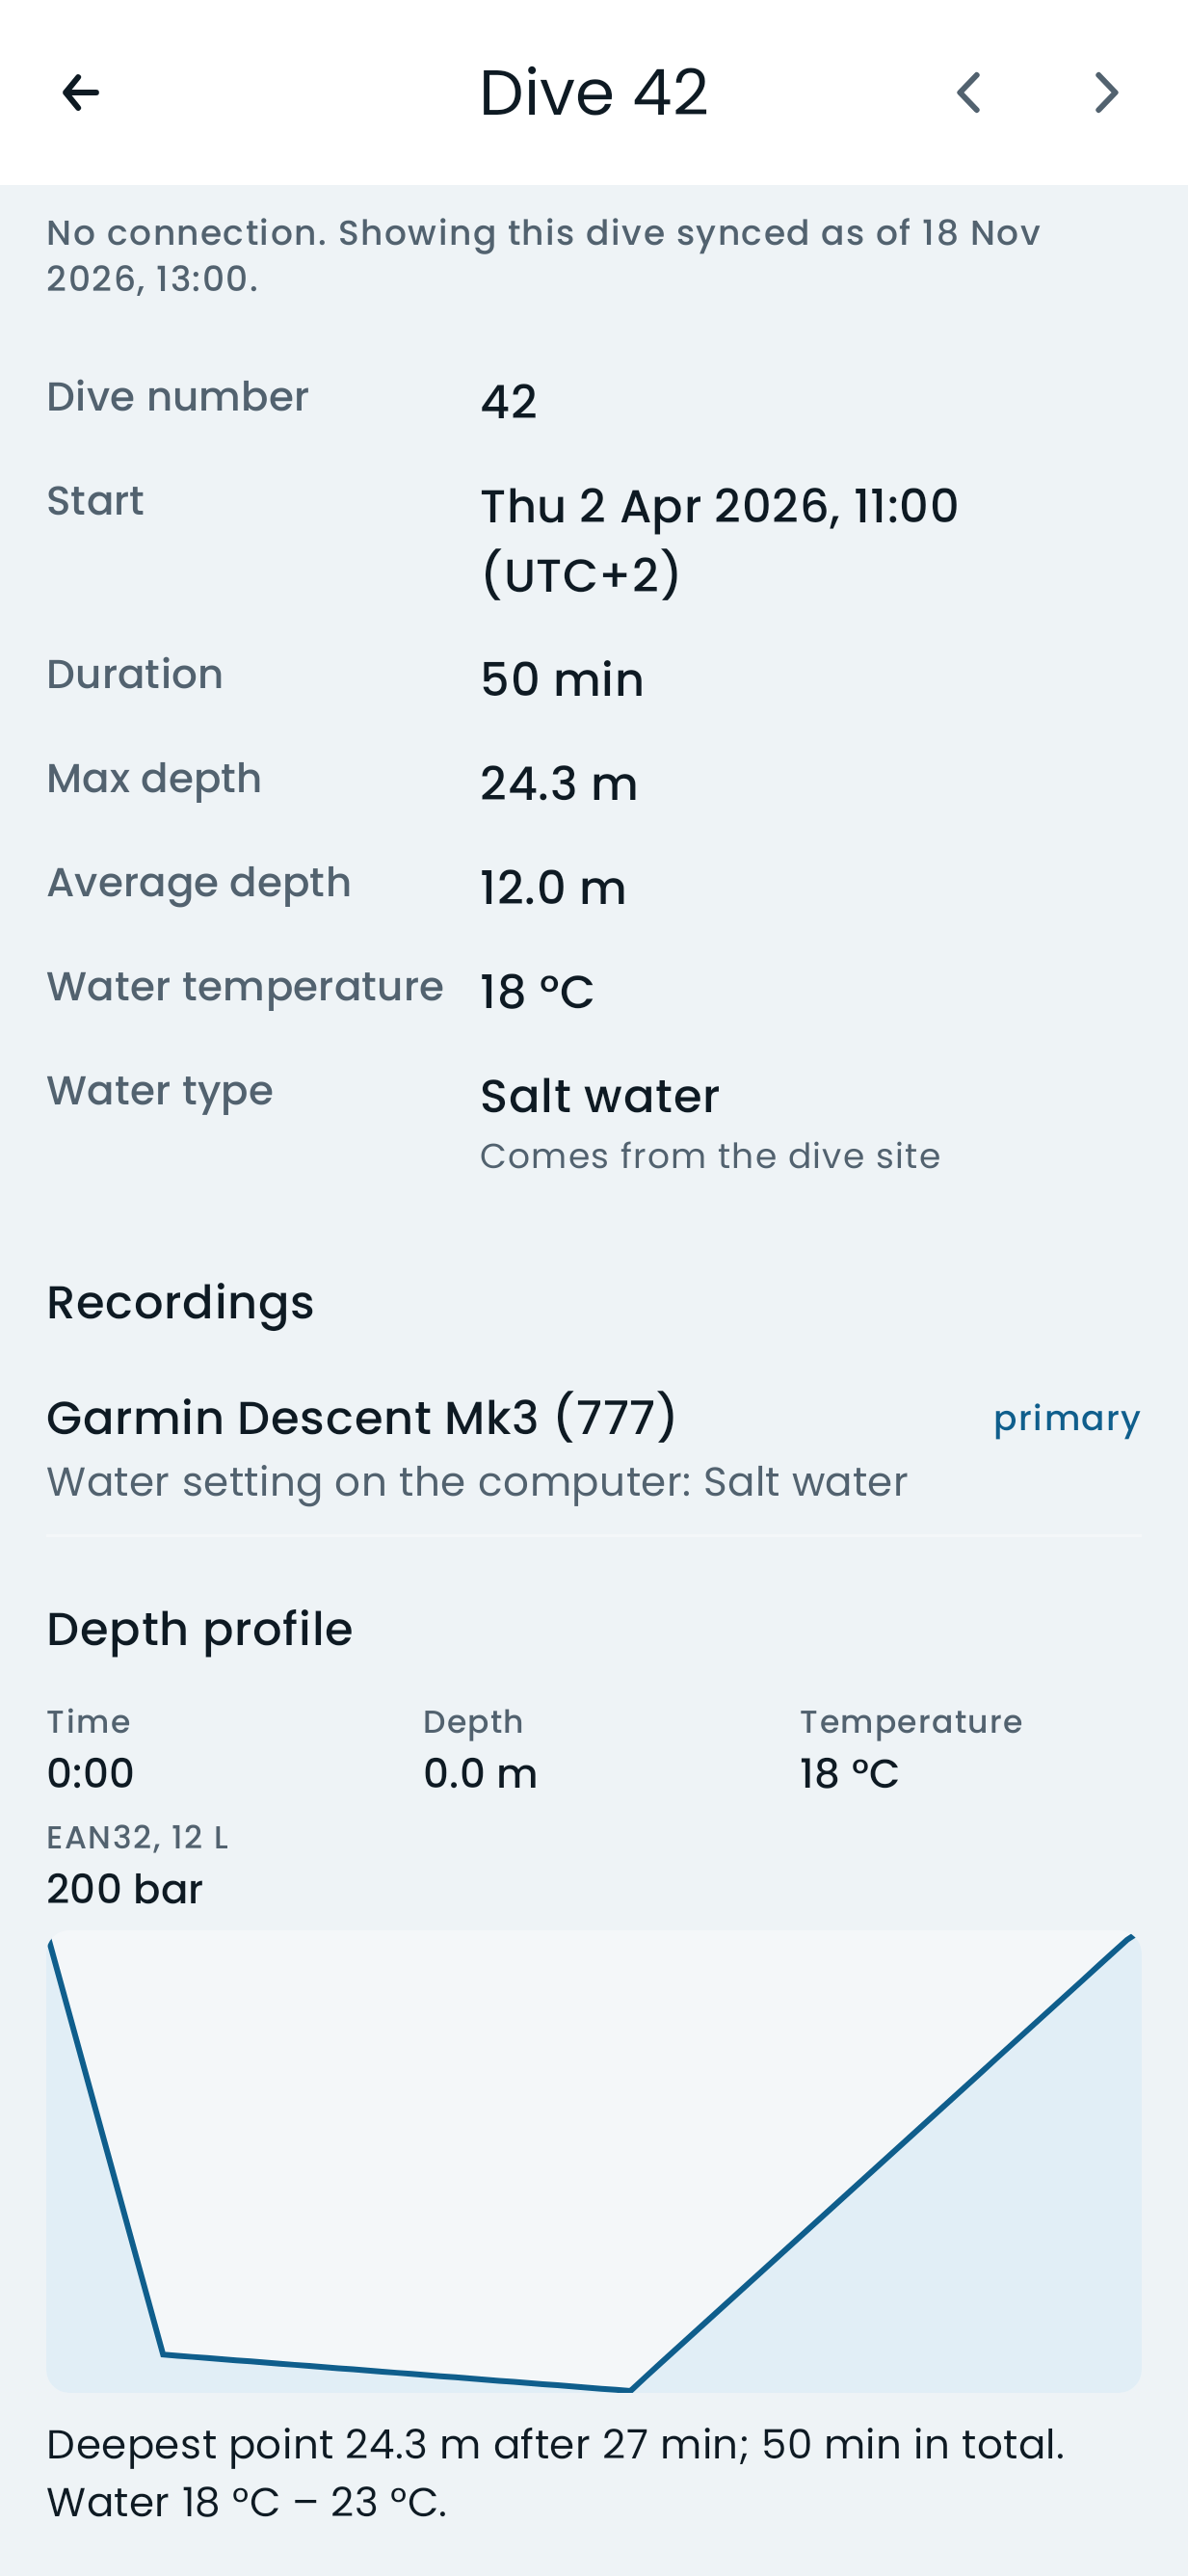 Dive 42
No connection. Showing this dive synced as of 18 Nov
2026, 13:00.
Dive number 42
Start Thu 2 Apr 2026, 11:00
(UTC+2)
Duration 50 min
Max depth 24.3 m
Average depth 12.0 m
Water temperature 18 °C
Water type Salt water
Comes from the dive site
Recordings
Garmin Descent Mk3 (777) primary
Water setting on the computer: Salt water
Depth profile
Time Depth Temperature
0:00 0.0 m 18 °C
EAN32, 12 L
200 bar
Deepest point 24.3 m after 27 min; 50 min in total.
Water 18 °C – 23 °C.